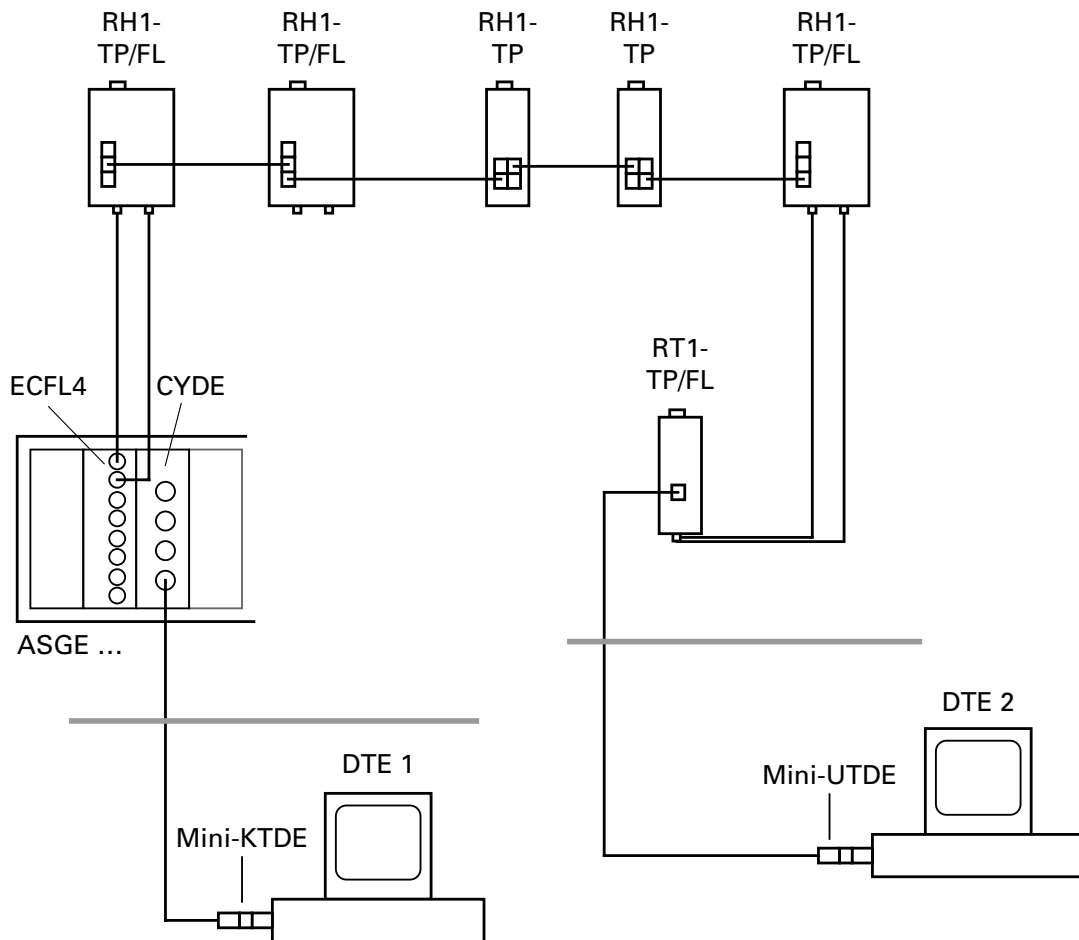 RH1-
TP/FL
RH1-
TP/FL
RH1-
TP
RH1-
TP
RH1-
TP/FL
RT1-
TP/FL
ECFL4
CYDE
ASGE ...
DTE 2
Mini-UTDE
DTE 1
Mini-KTDE